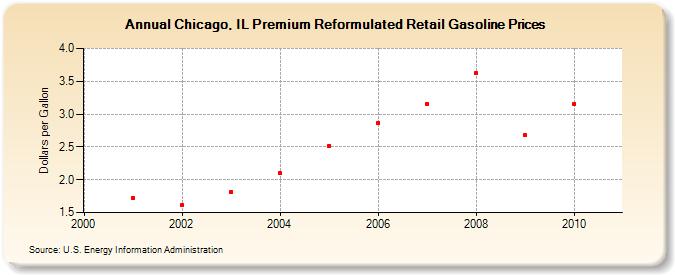 Annual Chicago, IL Premium Reformulated Retail Gasoline Prices
Dollars per Gallon
4.0
3.5
3.0
2.5
2.0
1.5
2000 2002 2004 2006 2008 2010
Source: U.S. Energy Information Administration